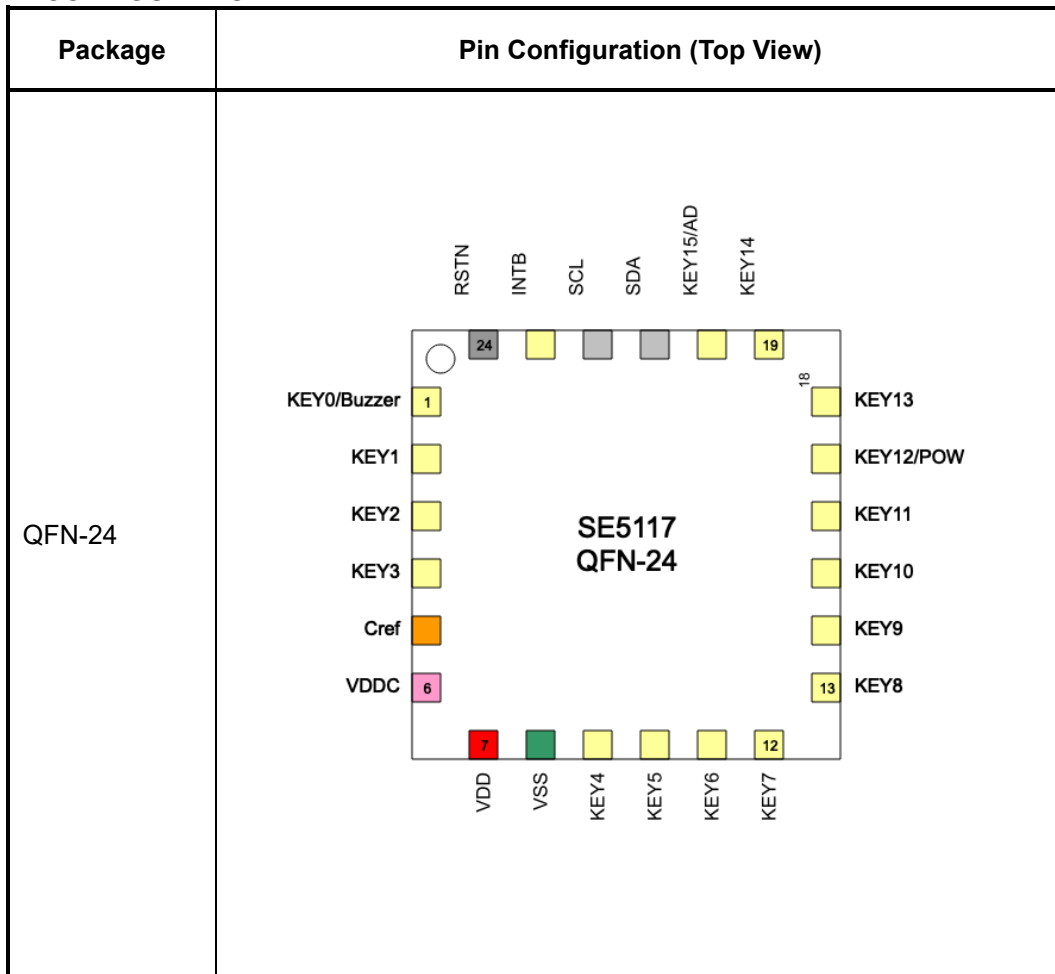 Package
Pin Configuration (Top View)
QFN-24
RSTN
INTB
SCL
SDA
KEY15/AD
KEY14
24
19
18
KEY0/Buzzer
1
KEY13
KEY1
KEY12/POW
KEY2
KEY11
SE5117
QFN-24
KEY3
KEY10
Cref
KEY9
VDDC
6
13
KEY8
7
12
VDD
VSS
KEY4
KEY5
KEY6
KEY7